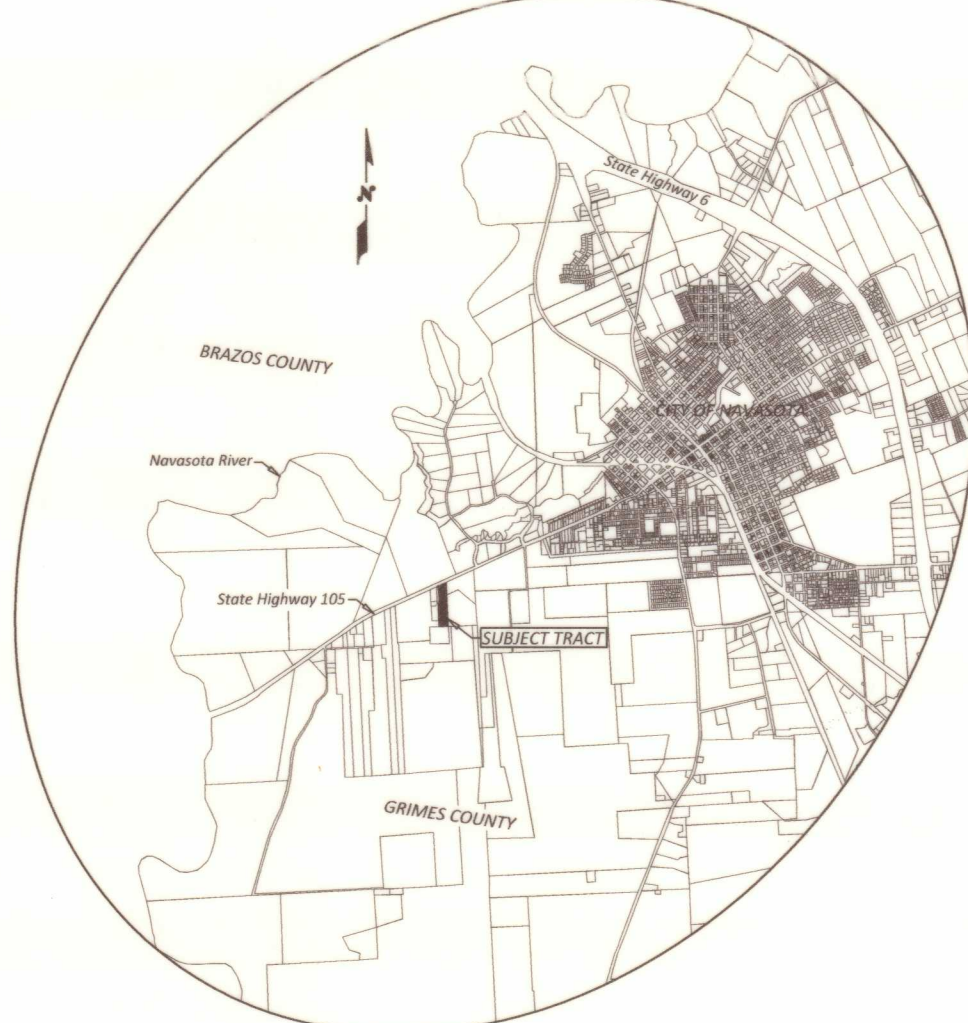 State Highway 6
N
BRAZOS COUNTY
CITY OF NAVASOTA
Navasota River
State Highway 105
SUBJECT TRACT
GRIMES COUNTY